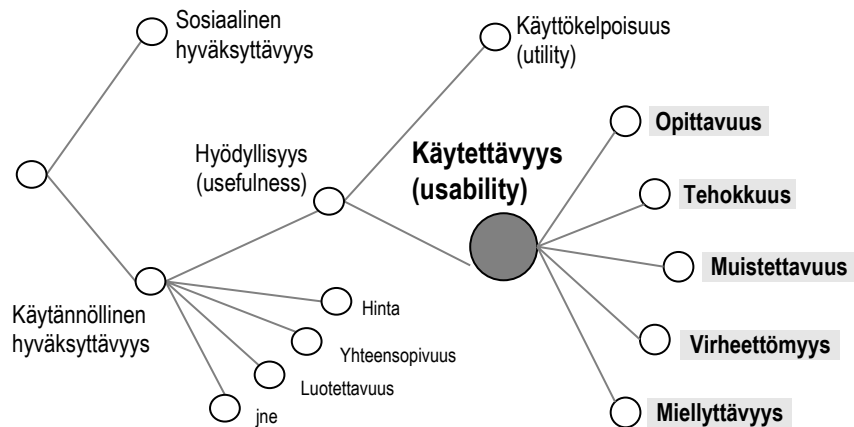 Sosiaalinen
hyväksyttävyys
Käyttökelpoisuus
(utility)
Opittavuus
Hyödyllisyys
(usefulness)
Käytettävyys
(usability)
Tehokkuus
Muistettavuus
Käytännöllinen
hyväksyttävyys
Hinta
Yhteensopivuus
Virheettömyys
Luotettavuus
jne
Miellyttävyys